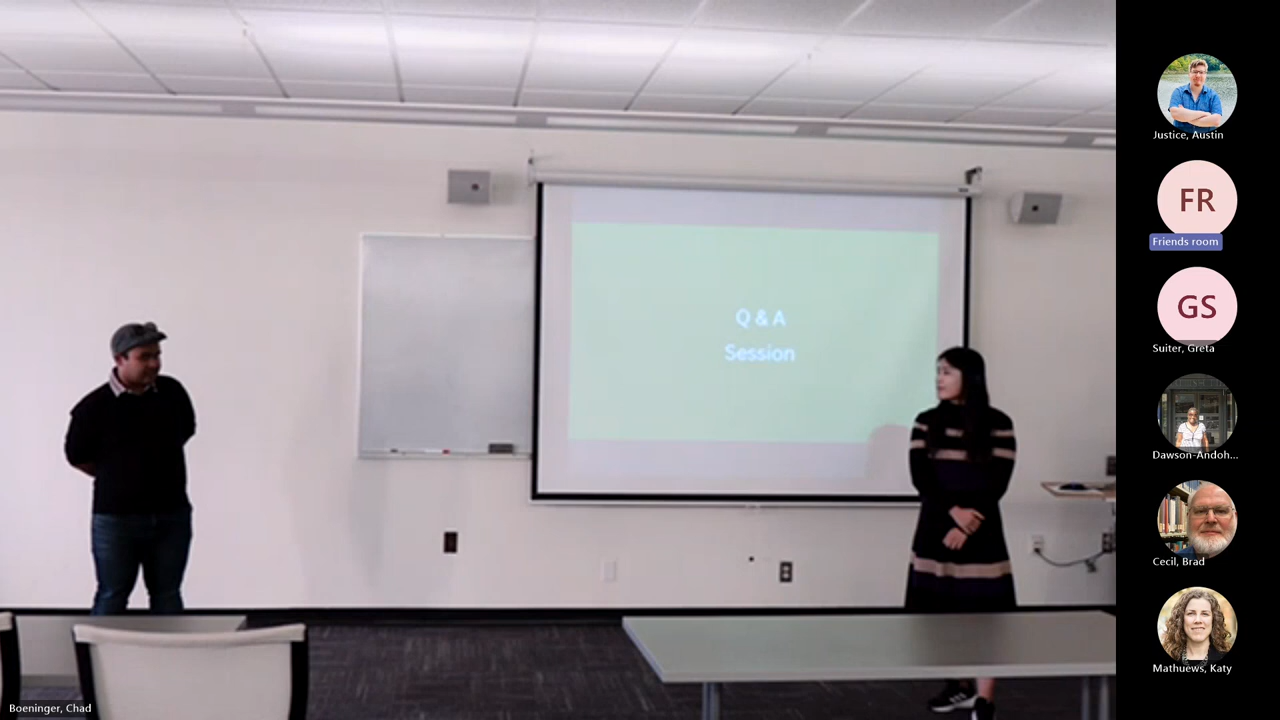 Q & A
Session
Justice, Austin
FR
Friends room
GS
Suiter, Greta
Dawson-Andoh...
Cecil, Brad
Mathuews, Katy
Boeninger, Chad